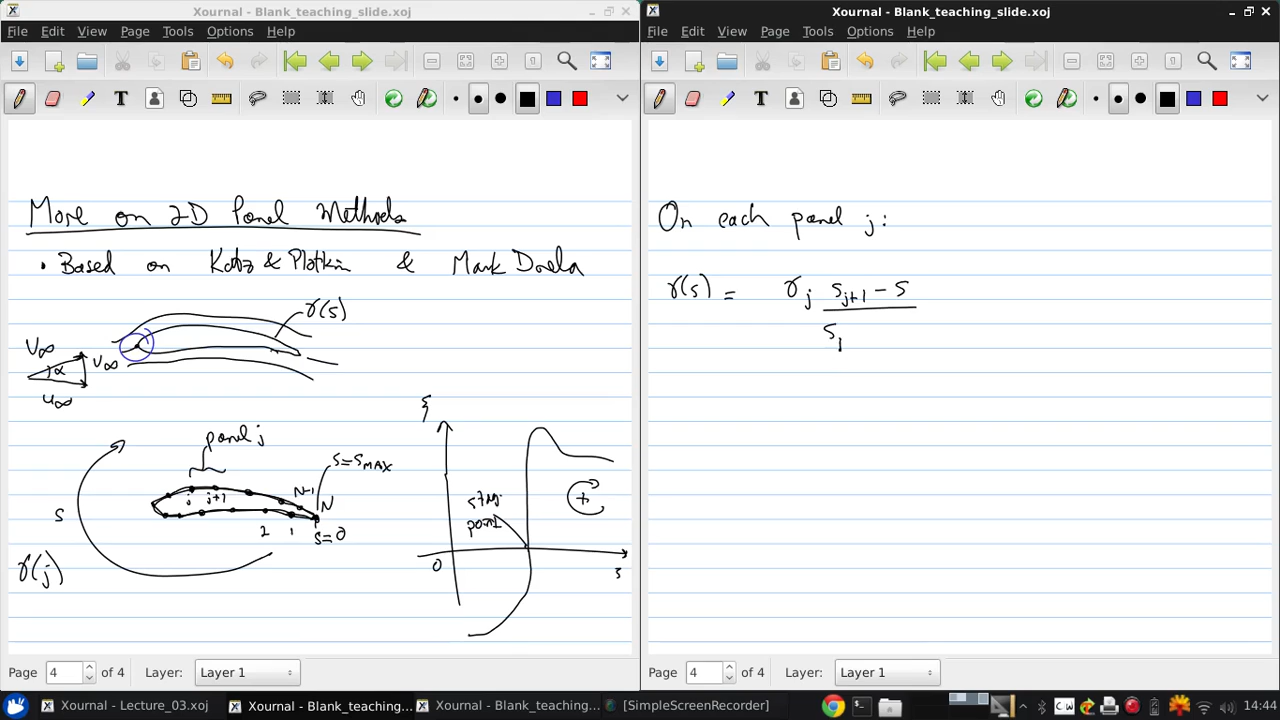 Xournal - Blank_teaching_slide.xoj
File Edit View Page Tools Options Help
More on 2D Panel Methods
• Based on Katz & Plotkin & Mark Drela
γ(s)
V∞
α
V∞
u∞
ξ
panel j
s=sMAX
j j+1
N-1
N
s
2 1
s=0
stag.
point
+
0
s
γ(j)
Page 4 of 4 Layer: Layer 1
Xournal - Blank_teaching_slide.xoj
File Edit View Page Tools Options Help
On each panel j:
γ(s) = γj sj+1 - s
sj
Page 4 of 4 Layer: Layer 1
Xournal - Lecture_03.xoj Xournal - Blank_teaching.... Xournal - Blank_teaching.... [SimpleScreenRecorder] 14:44